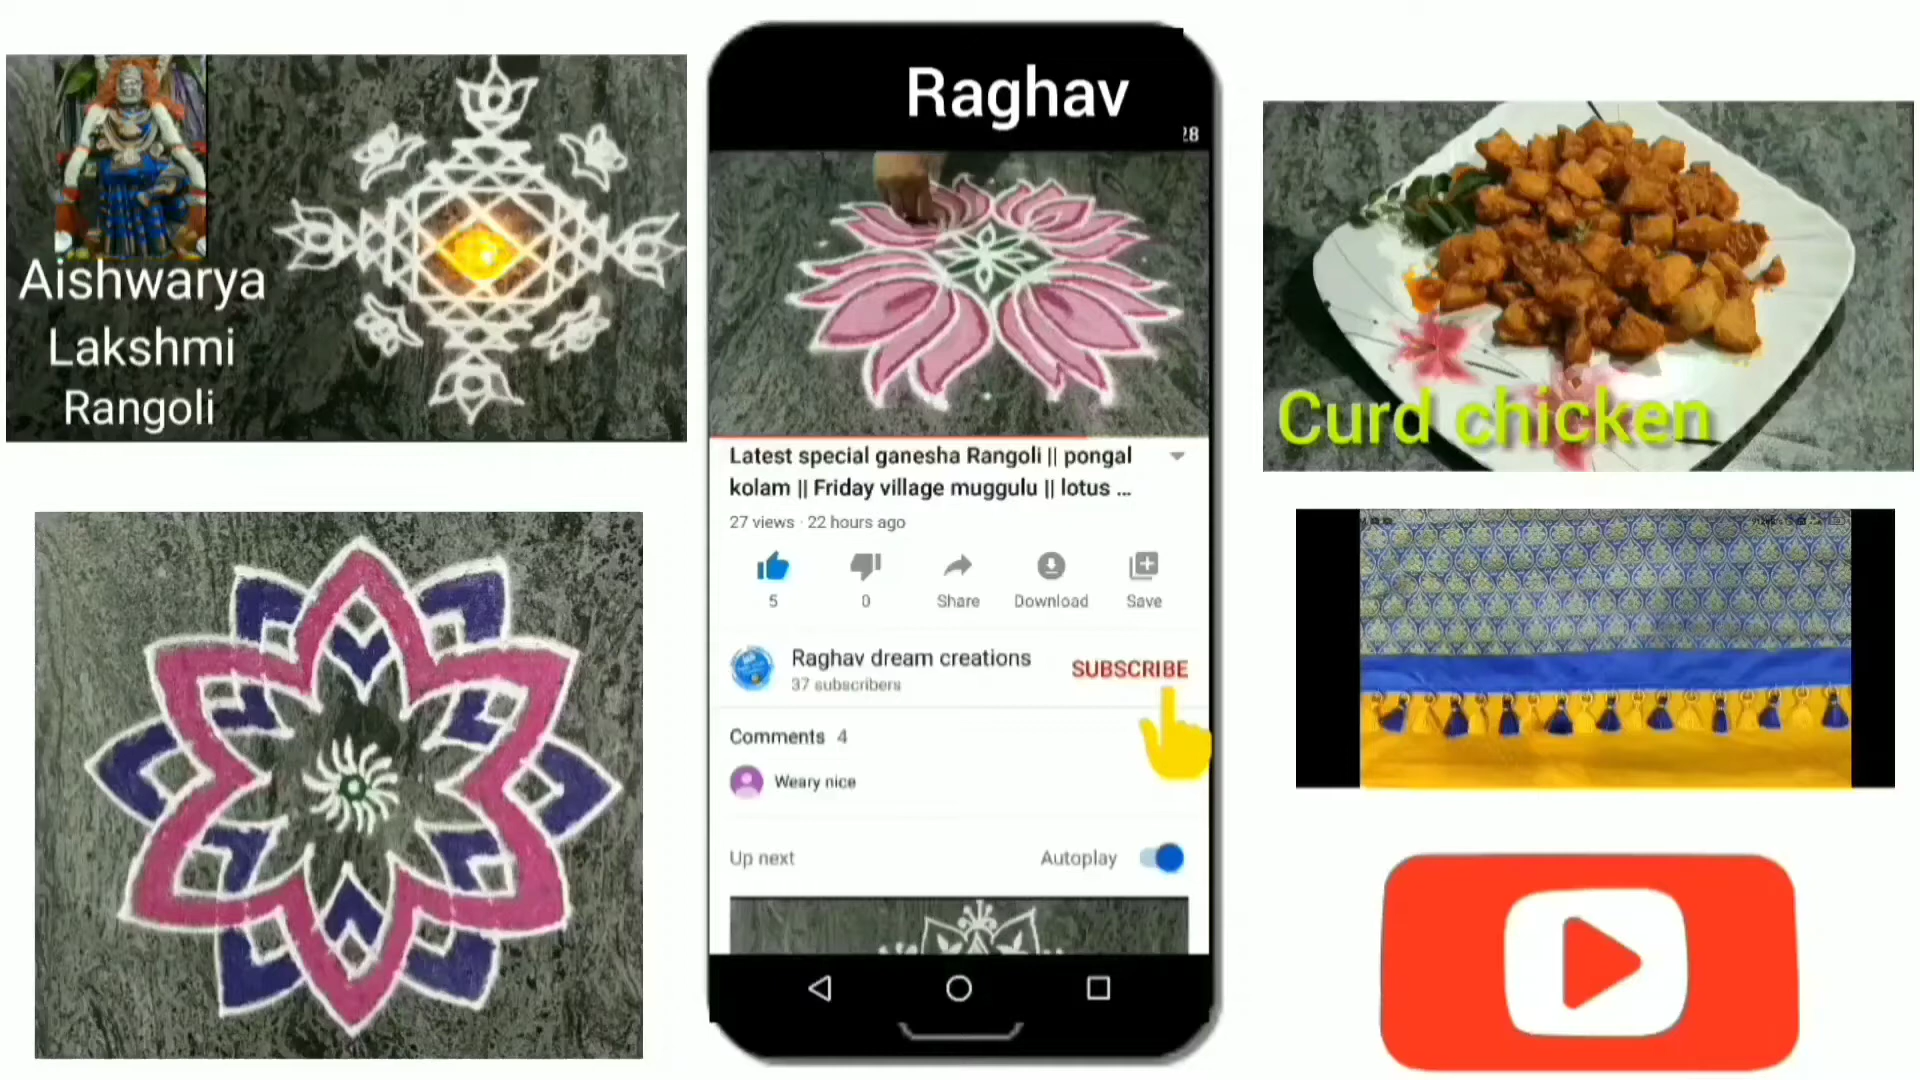 Aishwarya
Lakshmi
Rangoli
Raghav
28
Latest special ganesha Rangoli || pongal
kolam || Friday village muggulu || lotus ...
27 views · 22 hours ago
5
0
Share
Download
Save
Raghav dream creations
37 subscribers
SUBSCRIBE
Comments 4
Weary nice
Up next
Autoplay
Curd chicken